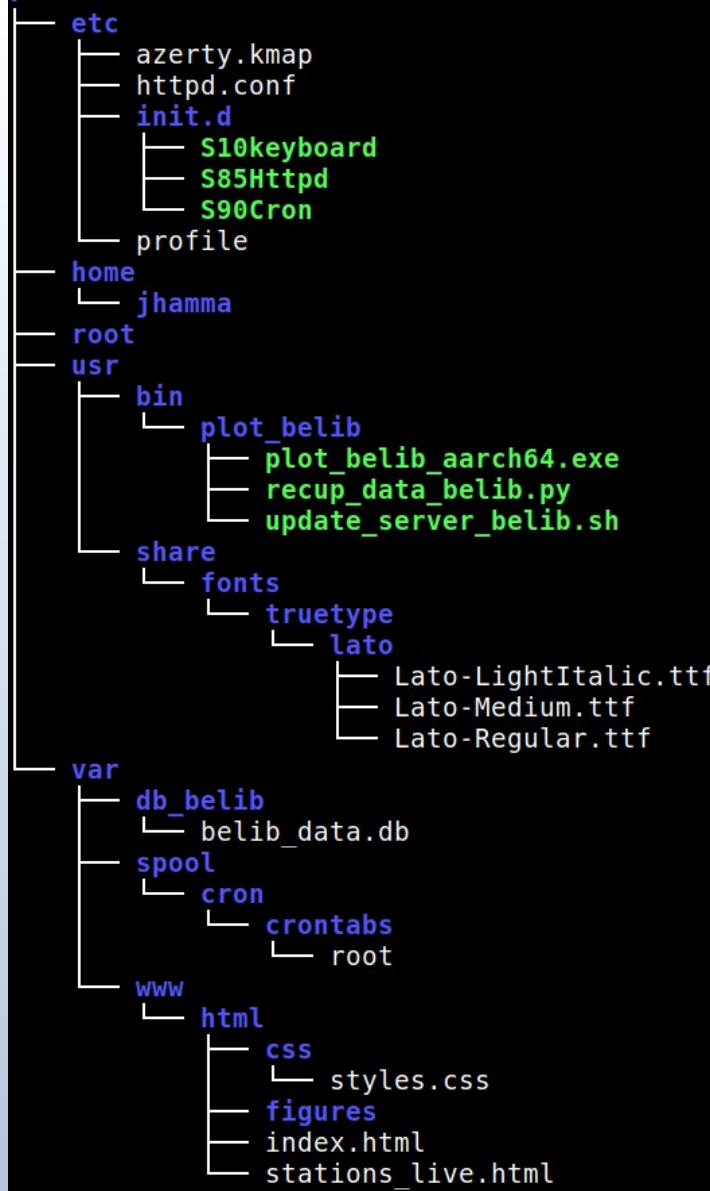 etc
azerty.kmap
httpd.conf
init.d
S10keyboard
S85Httpd
S90Cron
profile
home
jhamma
root
usr
bin
plot_belib
plot_belib_aarch64.exe
recup_data_belib.py
update_server_belib.sh
share
fonts
truetype
lato
Lato-LightItalic.ttf
Lato-Medium.ttf
Lato-Regular.ttf
var
db_belib
belib_data.db
spool
cron
crontabs
root
www
html
css
styles.css
figures
index.html
stations_live.html